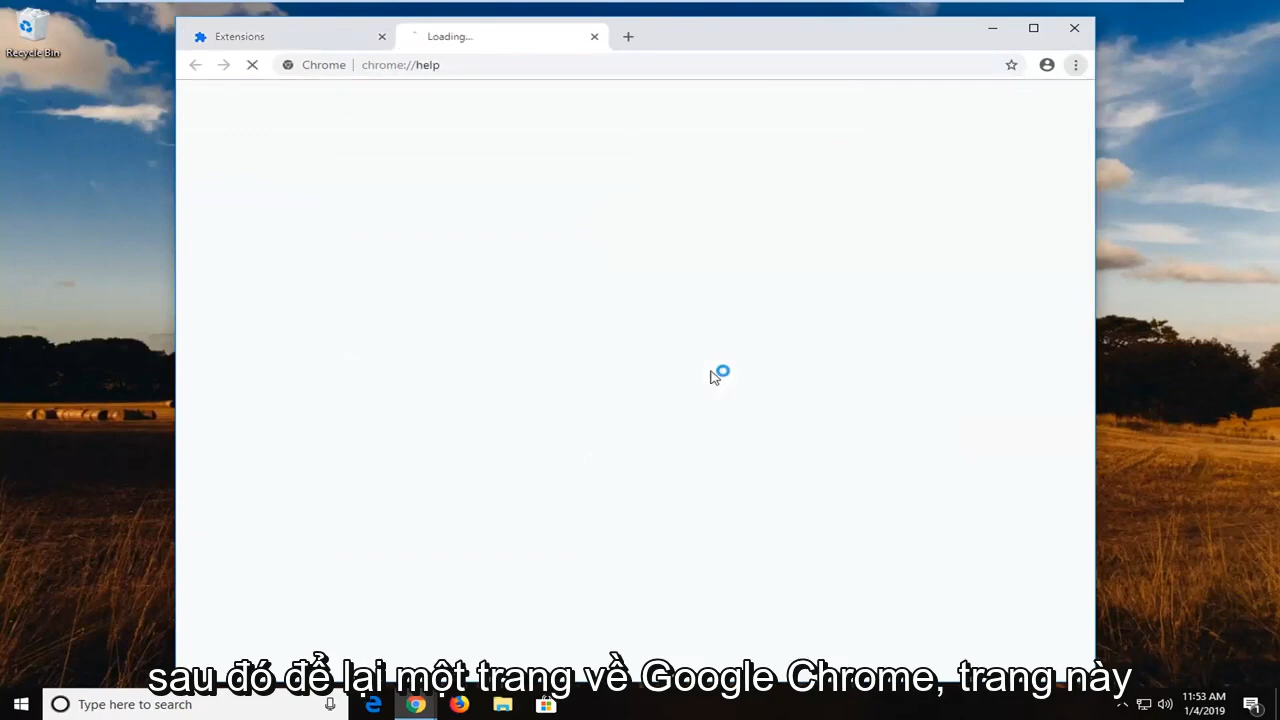 Recycle Bin
Extensions
Loading...
Chrome | chrome://help
sau đó để lại một trang về Google Chrome, trang này
Type here to search
11:53 AM
1/4/2019
1